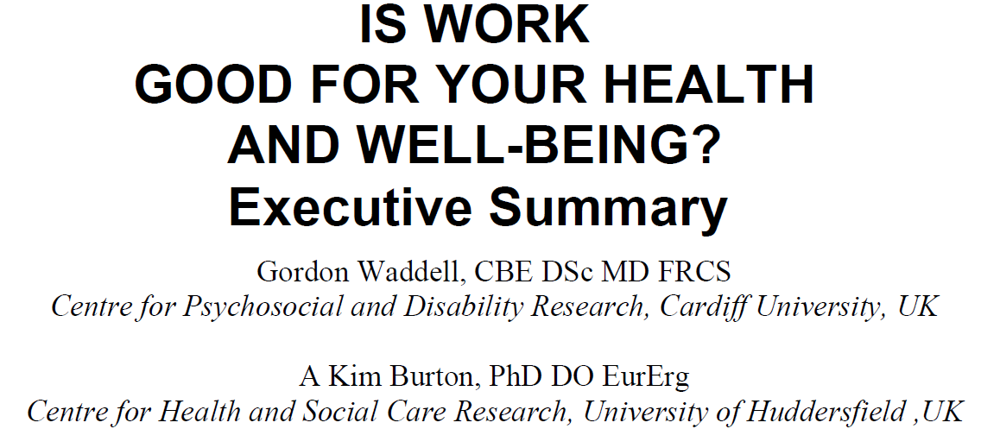 IS WORK
GOOD FOR YOUR HEALTH
AND WELL-BEING?
Executive Summary
Gordon Waddell, CBE DSc MD FRCS
Centre for Psychosocial and Disability Research, Cardiff University, UK
A Kim Burton, PhD DO EurErg
Centre for Health and Social Care Research, University of Huddersfield ,UK